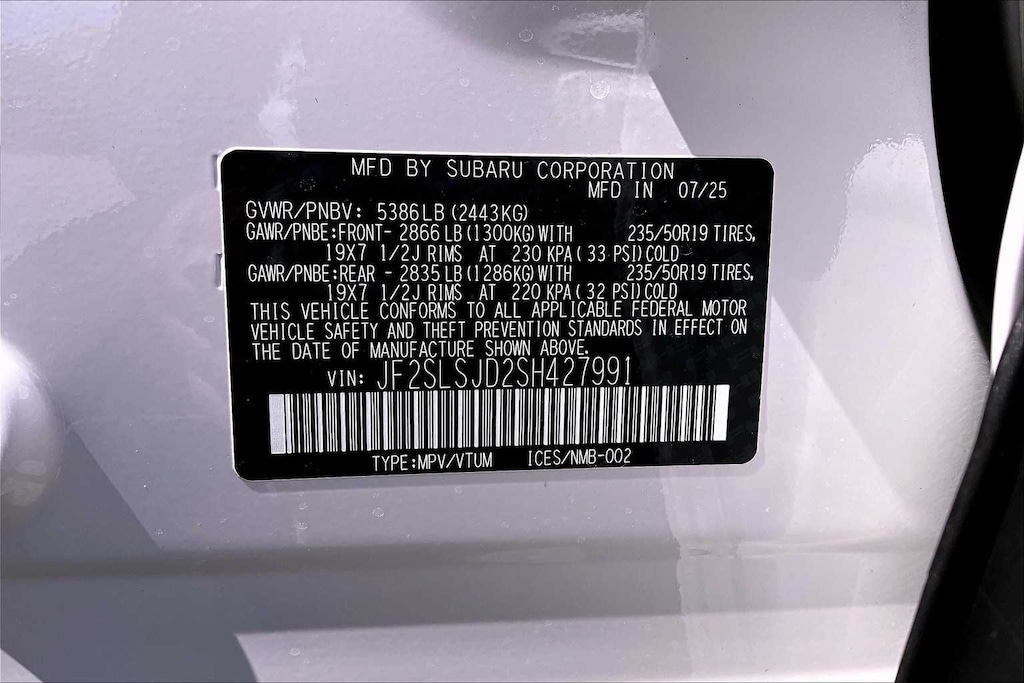 MFD BY SUBARU CORPORATION
MFD IN 07/25
GVWR/PNBV: 5386LB(2443KG)
GAWR/PNBE:FRONT- 2866LB(1300KG)WITH 235/50R19 TIRES,
19X7 1/2J RIMS AT 230 KPA( 33 PSI)COLD
GAWR/PNBE:REAR - 2835LB(1286KG)WITH 235/50R19 TIRES,
19X7 1/2J RIMS AT 220 KPA( 32 PSI)COLD
THIS VEHICLE CONFORMS TO ALL APPLICABLE FEDERAL MOTOR
VEHICLE SAFETY AND THEFT PREVENTION STANDARDS IN EFFECT ON
THE DATE OF MANUFACTURE SHOWN ABOVE.
VIN: JF2SLSJD2SH427991
TYPE:MPV/VTUM ICES/NMB-002